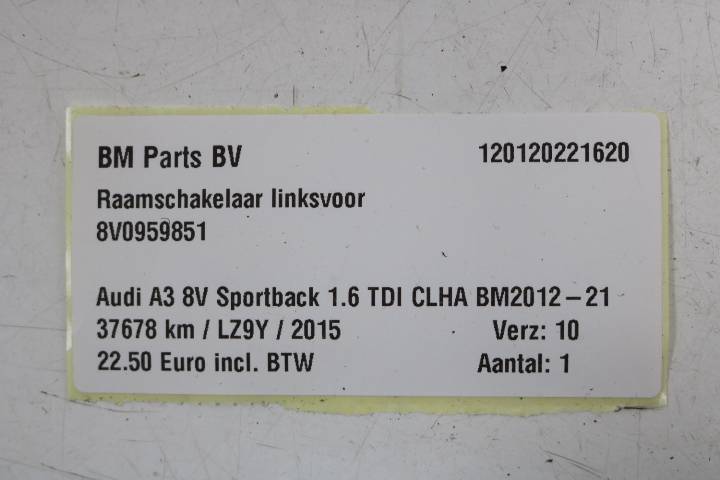 BM Parts BV 120120221620
Raamschakelaar linksvoor
8V0959851
Audi A3 8V Sportback 1.6 TDI CLHA BM2012-21
37678 km / LZ9Y / 2015 Verz: 10
22.50 Euro incl. BTW Aantal: 1